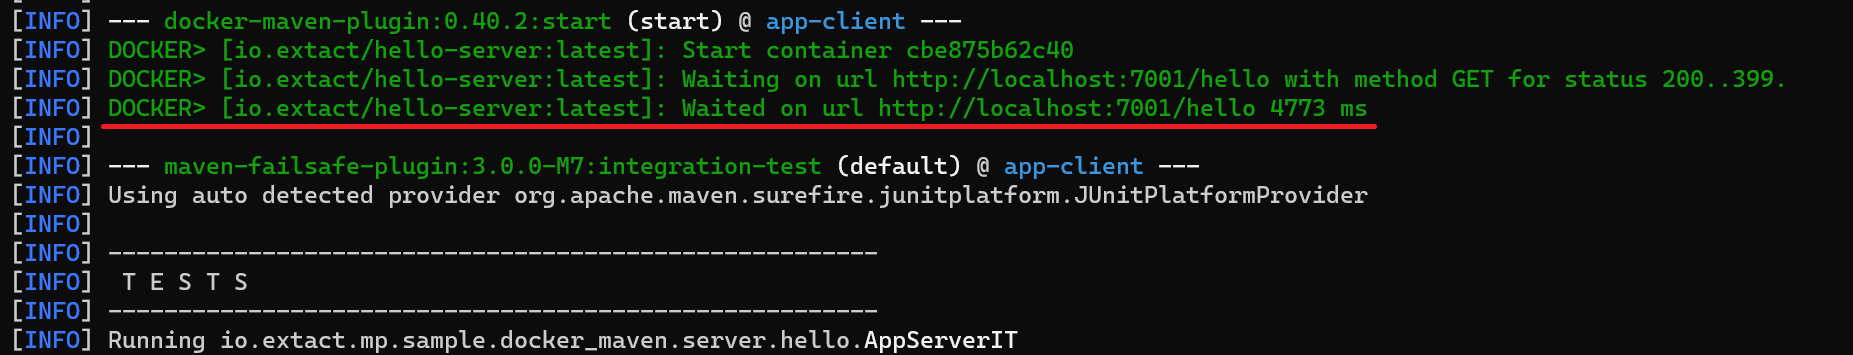 [INFO] --- docker-maven-plugin:0.40.2:start (start) @ app-client ---
[INFO] DOCKER> [io.extact/hello-server:latest]: Start container cbe875b62c40
[INFO] DOCKER> [io.extact/hello-server:latest]: Waiting on url http://localhost:7001/hello with method GET for status 200..399.
[INFO] DOCKER> [io.extact/hello-server:latest]: Waited on url http://localhost:7001/hello 4773 ms
[INFO]
[INFO] --- maven-failsafe-plugin:3.0.0-M7:integration-test (default) @ app-client ---
[INFO] Using auto detected provider org.apache.maven.surefire.junitplatform.JUnitPlatformProvider
[INFO]
[INFO] -------------------------------------------------------
[INFO]  T E S T S
[INFO] -------------------------------------------------------
[INFO] Running io.extact.mp.sample.docker_maven.server.hello.AppServerIT